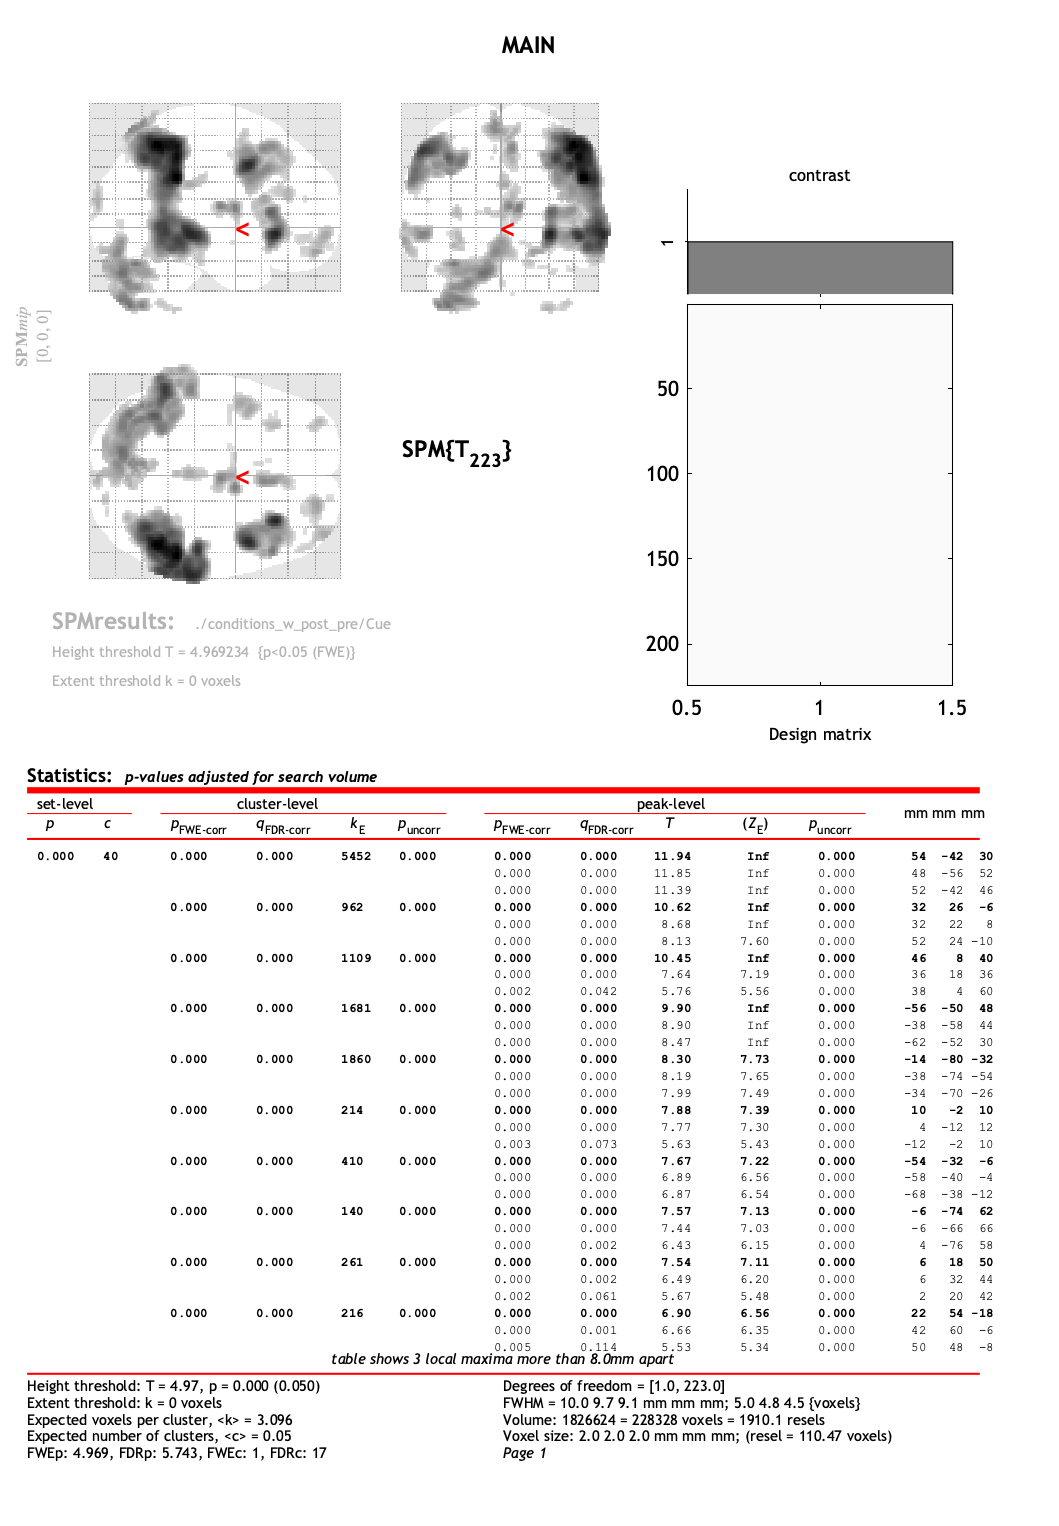 MAIN
contrast
1
SPMmip
[0, 0, 0]
<
<
<
SPM{T223}
50
100
150
200
0.5 1 1.5
Design matrix
SPMresults: ./conditions_w_post_pre/Cue
Height threshold T = 4.969234 {p<0.05 (FWE)}
Extent threshold k = 0 voxels
Statistics: p-values adjusted for search volume
set-level cluster-level peak-level mm mm mm
p c pFWE-corr qFDR-corr kE puncorr pFWE-corr qFDR-corr T (ZE) puncorr
0.000 40 0.000 0.000 5452 0.000 0.000 0.000 11.94 Inf 0.000 54 -42 30
0.000 0.000 11.85 Inf 0.000 48 -56 52
0.000 0.000 11.39 Inf 0.000 52 -42 46
0.000 0.000 962 0.000 0.000 0.000 10.62 Inf 0.000 32 26 -6
0.000 0.000 8.68 Inf 0.000 32 22 8
0.000 0.000 8.13 7.60 0.000 52 24 -10
0.000 0.000 1109 0.000 0.000 0.000 10.45 Inf 0.000 46 8 40
0.000 0.000 7.64 7.19 0.000 36 18 36
0.002 0.042 5.76 5.56 0.000 38 4 60
0.000 0.000 1681 0.000 0.000 0.000 9.90 Inf 0.000 -56 -50 48
0.000 0.000 8.90 Inf 0.000 -38 -58 44
0.000 0.000 8.47 Inf 0.000 -62 -52 30
0.000 0.000 1860 0.000 0.000 0.000 8.30 7.73 0.000 -14 -80 -32
0.000 0.000 8.19 7.65 0.000 -38 -74 -54
0.000 0.000 7.99 7.49 0.000 -34 -70 -26
0.000 0.000 214 0.000 0.000 0.000 7.88 7.39 0.000 10 -2 10
0.000 0.000 7.77 7.30 0.000 4 -12 12
0.003 0.073 5.63 5.43 0.000 -12 -2 10
0.000 0.000 410 0.000 0.000 0.000 7.67 7.22 0.000 -54 -32 -6
0.000 0.000 6.89 6.56 0.000 -58 -40 -4
0.000 0.000 6.87 6.54 0.000 -68 -38 -12
0.000 0.000 140 0.000 0.000 0.000 7.57 7.13 0.000 -6 -74 62
0.000 0.000 7.44 7.03 0.000 -6 -66 66
0.000 0.002 6.43 6.15 0.000 4 -76 58
0.000 0.000 261 0.000 0.000 0.000 7.54 7.11 0.000 6 18 50
0.000 0.002 6.49 6.20 0.000 6 32 44
0.002 0.061 5.67 5.48 0.000 2 20 42
0.000 0.000 216 0.000 0.000 0.000 6.90 6.56 0.000 22 54 -18
0.000 0.001 6.66 6.35 0.000 42 60 -6
0.005 0.114 5.53 5.34 0.000 50 48 -8
table shows 3 local maxima more than 8.0mm apart
Height threshold: T = 4.97, p = 0.000 (0.050)
Extent threshold: k = 0 voxels
Expected voxels per cluster, <k> = 3.096
Expected number of clusters, <c> = 0.05
FWEp: 4.969, FDRp: 5.743, FWEc: 1, FDRc: 17
Degrees of freedom = [1.0, 223.0]
FWHM = 10.0 9.7 9.1 mm mm mm; 5.0 4.8 4.5 {voxels}
Volume: 1826624 = 228328 voxels = 1910.1 resels
Voxel size: 2.0 2.0 2.0 mm mm mm; (resel = 110.47 voxels)
Page 1